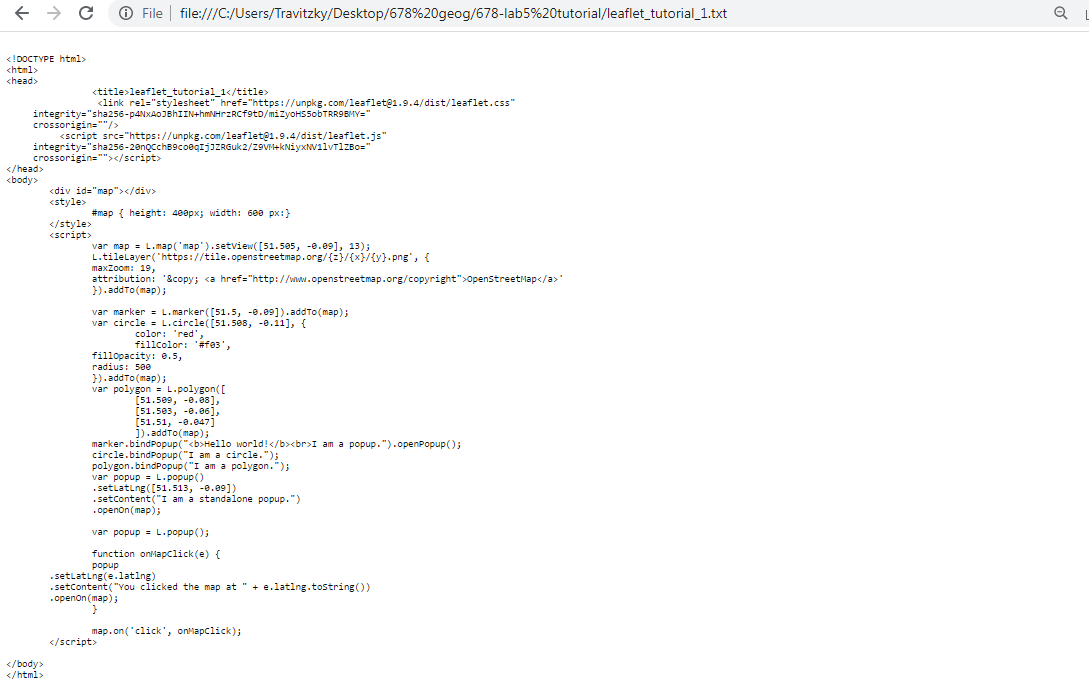 File file:///C:/Users/Travitzky/Desktop/678%20geog/678-lab5%20tutorial/leaflet_tutorial_1.txt
<!DOCTYPE html>
<html>
<head>
<title>leaflet_tutorial_1</title>
<link rel="stylesheet" href="https://unpkg.com/leaflet@1.9.4/dist/leaflet.css"
integrity="sha256-p4NxAoJBhIIN+hmNHrzRCf9tD/miZyoHS5obTRR9BMY="
crossorigin=""/>
<script src="https://unpkg.com/leaflet@1.9.4/dist/leaflet.js"
integrity="sha256-20nQCchB9co0qIjJZRGuk2/Z9VM+kNiyxNV1lvTlZBo="
crossorigin=""></script>
</head>
<body>
<div id="map"></div>
<style>
#map { height: 400px; width: 600 px:}
</style>
<script>
var map = L.map('map').setView([51.505, -0.09], 13);
L.tileLayer('https://tile.openstreetmap.org/{z}/{x}/{y}.png', {
maxZoom: 19,
attribution: '&copy; <a href="http://www.openstreetmap.org/copyright">OpenStreetMap</a>'
}).addTo(map);
var marker = L.marker([51.5, -0.09]).addTo(map);
var circle = L.circle([51.508, -0.11], {
color: 'red',
fillColor: '#f03',
fillOpacity: 0.5,
radius: 500
}).addTo(map);
var polygon = L.polygon([
[51.509, -0.08],
[51.503, -0.06],
[51.51, -0.047]
]).addTo(map);
marker.bindPopup("<b>Hello world!</b><br>I am a popup.").openPopup();
circle.bindPopup("I am a circle.");
polygon.bindPopup("I am a polygon.");
var popup = L.popup()
.setLatLng([51.513, -0.09])
.setContent("I am a standalone popup.")
.openOn(map);
var popup = L.popup();
function onMapClick(e) {
popup
.setLatLng(e.latlng)
.setContent("You clicked the map at " + e.latlng.toString())
.openOn(map);
}
map.on('click', onMapClick);
</script>
</body>
</html>